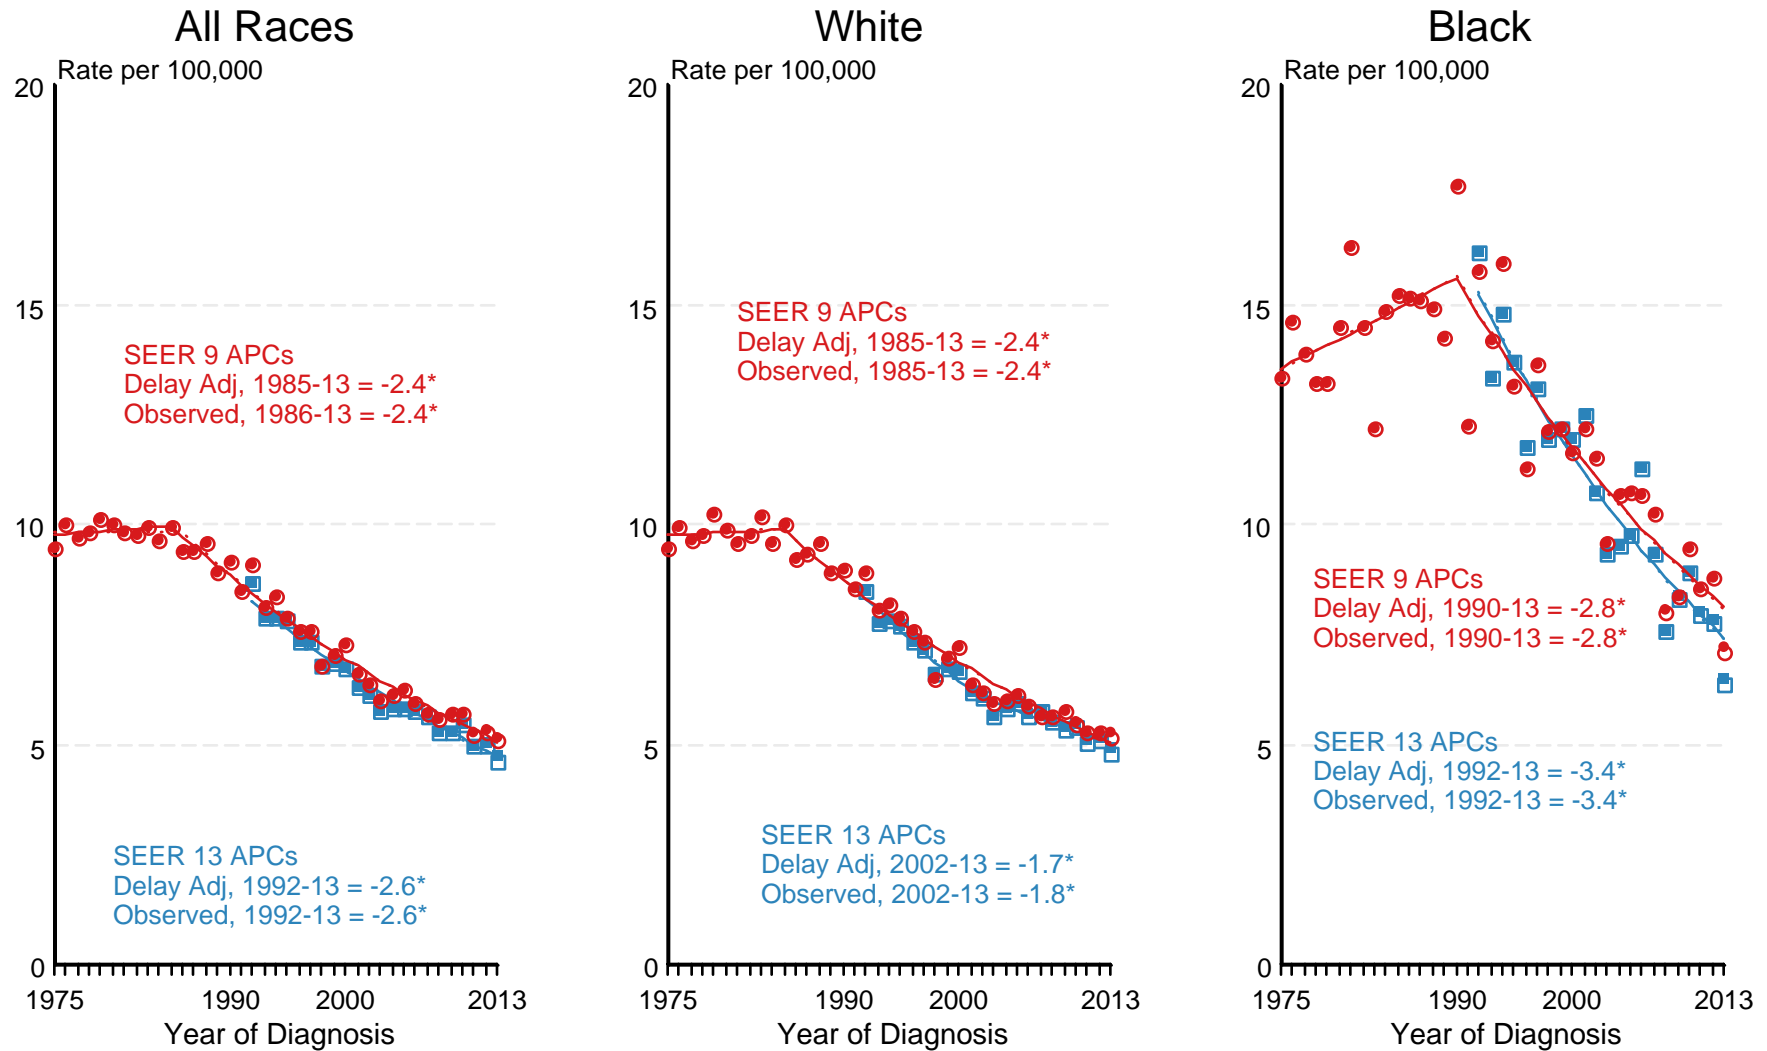 All Races
Rate per 100,000
20
15
10
5
0
SEER 9 APCs
Delay Adj, 1985-13 = -2.4*
Observed, 1986-13 = -2.4*
SEER 13 APCs
Delay Adj, 1992-13 = -2.6*
Observed, 1992-13 = -2.6*
1975 1990 2000 2013
Year of Diagnosis
White
Rate per 100,000
20
15
10
5
0
SEER 9 APCs
Delay Adj, 1985-13 = -2.4*
Observed, 1985-13 = -2.4*
SEER 13 APCs
Delay Adj, 2002-13 = -1.7*
Observed, 2002-13 = -1.8*
1975 1990 2000 2013
Year of Diagnosis
Black
Rate per 100,000
20
15
10
5
0
SEER 9 APCs
Delay Adj, 1990-13 = -2.8*
Observed, 1990-13 = -2.8*
SEER 13 APCs
Delay Adj, 1992-13 = -3.4*
Observed, 1992-13 = -3.4*
1975 1990 2000 2013
Year of Diagnosis